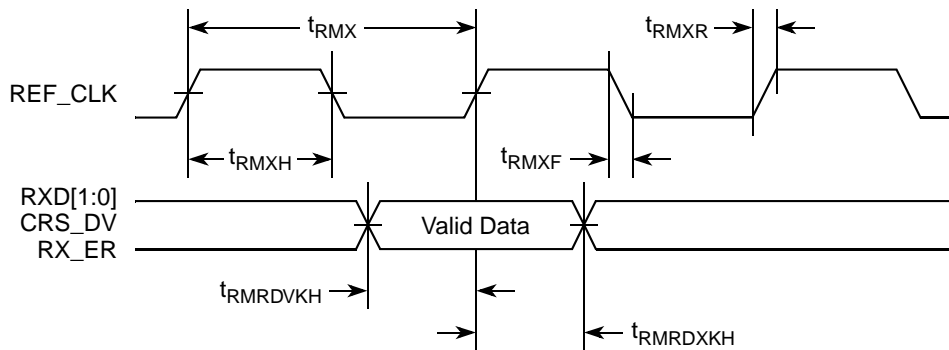 tRMX
tRMXR
REF_CLK
tRMXH
tRMXF
RXD[1:0]
CRS_DV
RX_ER
Valid Data
tRMRDVKH
tRMRDXKH